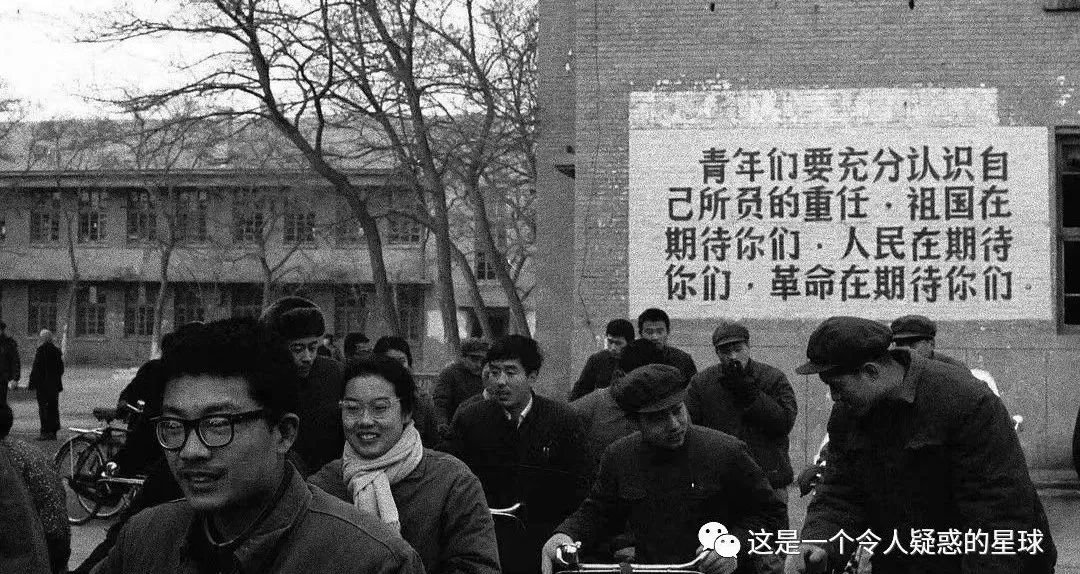 青年们要充分认识自
己所负的重任．祖国在
期待你们．人民在期待
你们，革命在期待你们．
这是一个令人疑惑的星球